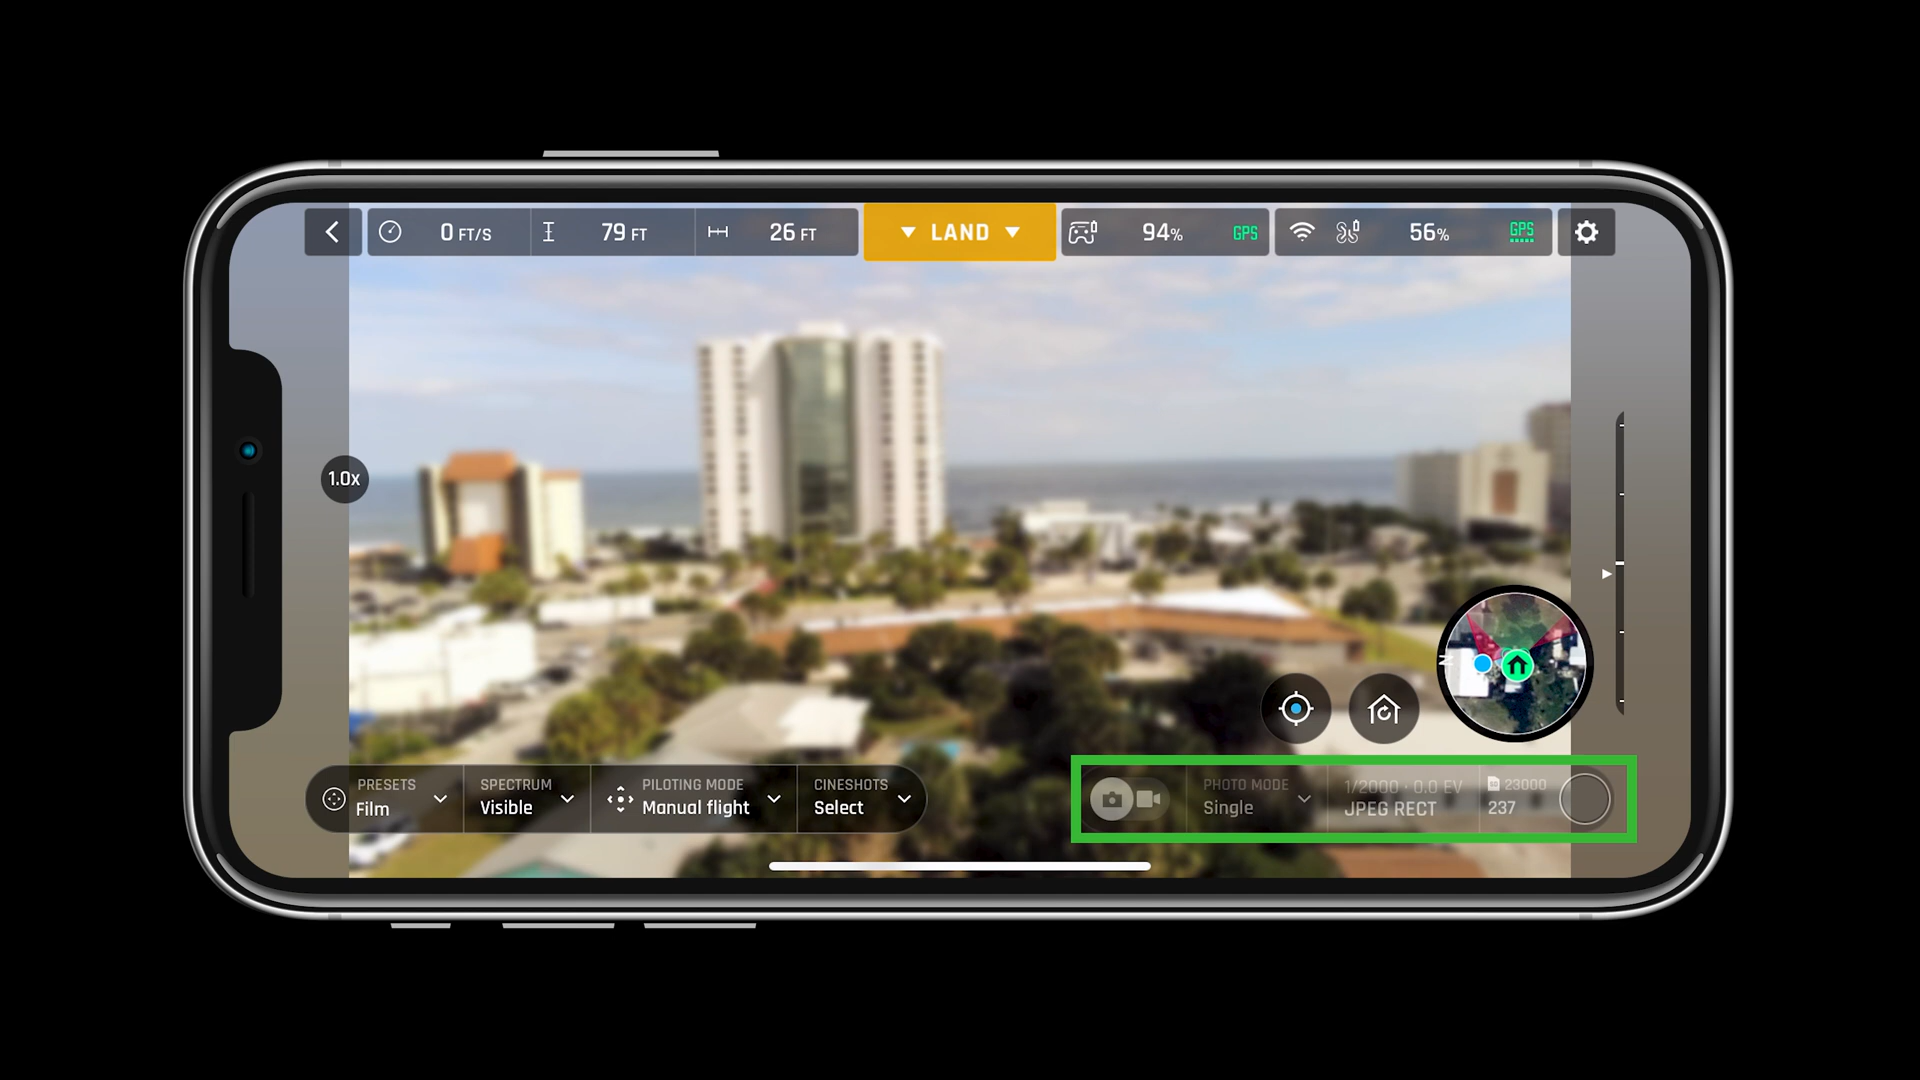 0 FT/S
79 FT
26 FT
LAND
94%
GPS
56%
GPS
1.0x
N
PRESETS
Film
SPECTRUM
Visible
PILOTING MODE
Manual flight
CINESHOTS
Select
PHOTO MODE
Single
1/2000 · 0.0 EV
JPEG RECT
23000
237